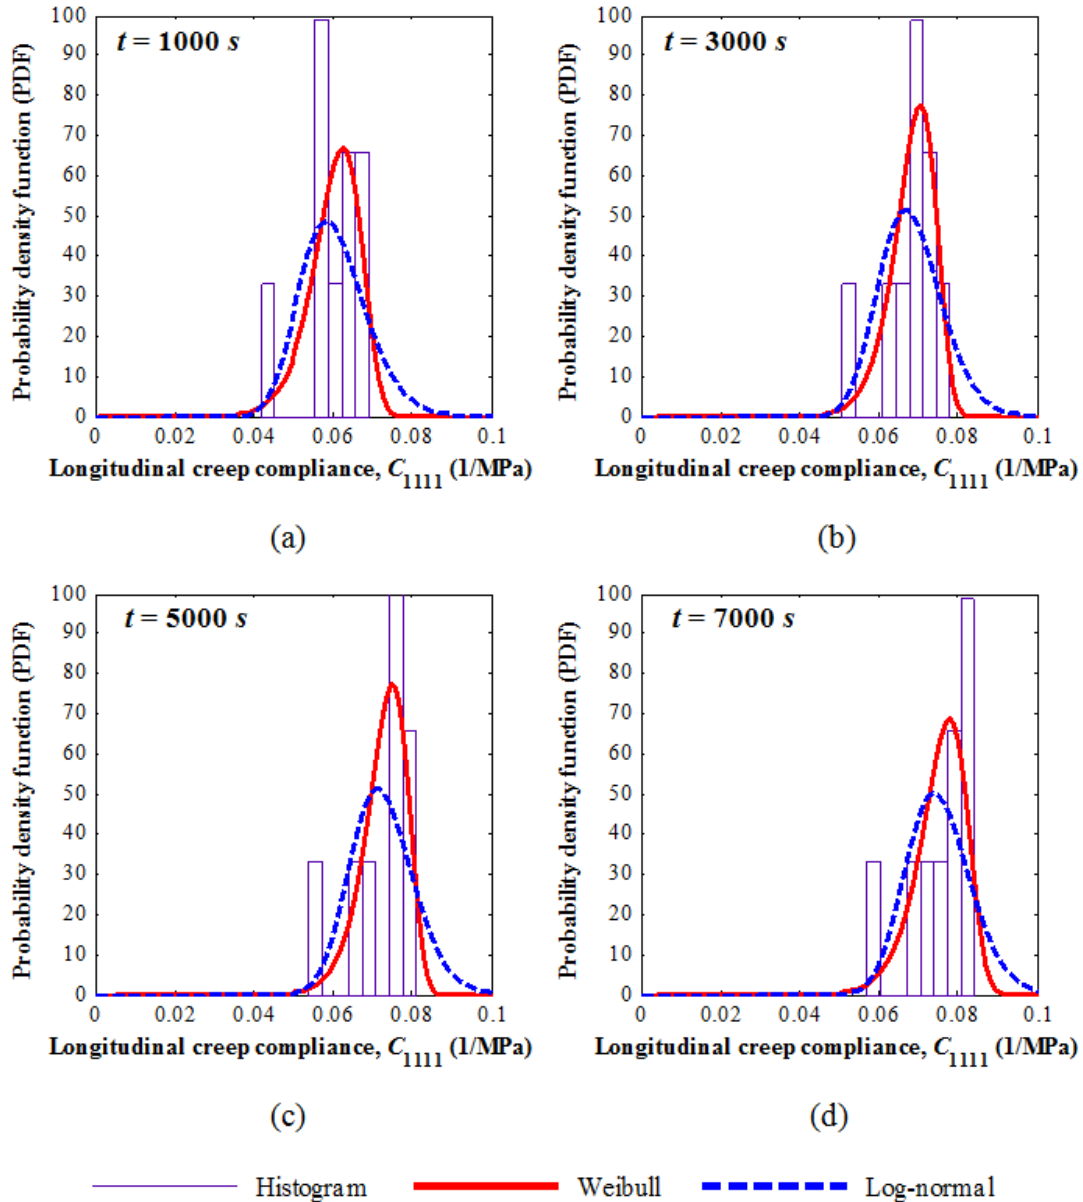 t = 1000 s
Probability density function (PDF)
100
90
80
70
60
50
40
30
20
10
0
0 0.02 0.04 0.06 0.08 0.1
Longitudinal creep compliance, C1111 (1/MPa)
(a)
t = 3000 s
Probability density function (PDF)
100
90
80
70
60
50
40
30
20
10
0
0 0.02 0.04 0.06 0.08 0.1
Longitudinal creep compliance, C1111 (1/MPa)
(b)
t = 5000 s
Probability density function (PDF)
100
90
80
70
60
50
40
30
20
10
0
0 0.02 0.04 0.06 0.08 0.1
Longitudinal creep compliance, C1111 (1/MPa)
(c)
t = 7000 s
Probability density function (PDF)
100
90
80
70
60
50
40
30
20
10
0
0 0.02 0.04 0.06 0.08 0.1
Longitudinal creep compliance, C1111 (1/MPa)
(d)
Histogram Weibull Log-normal